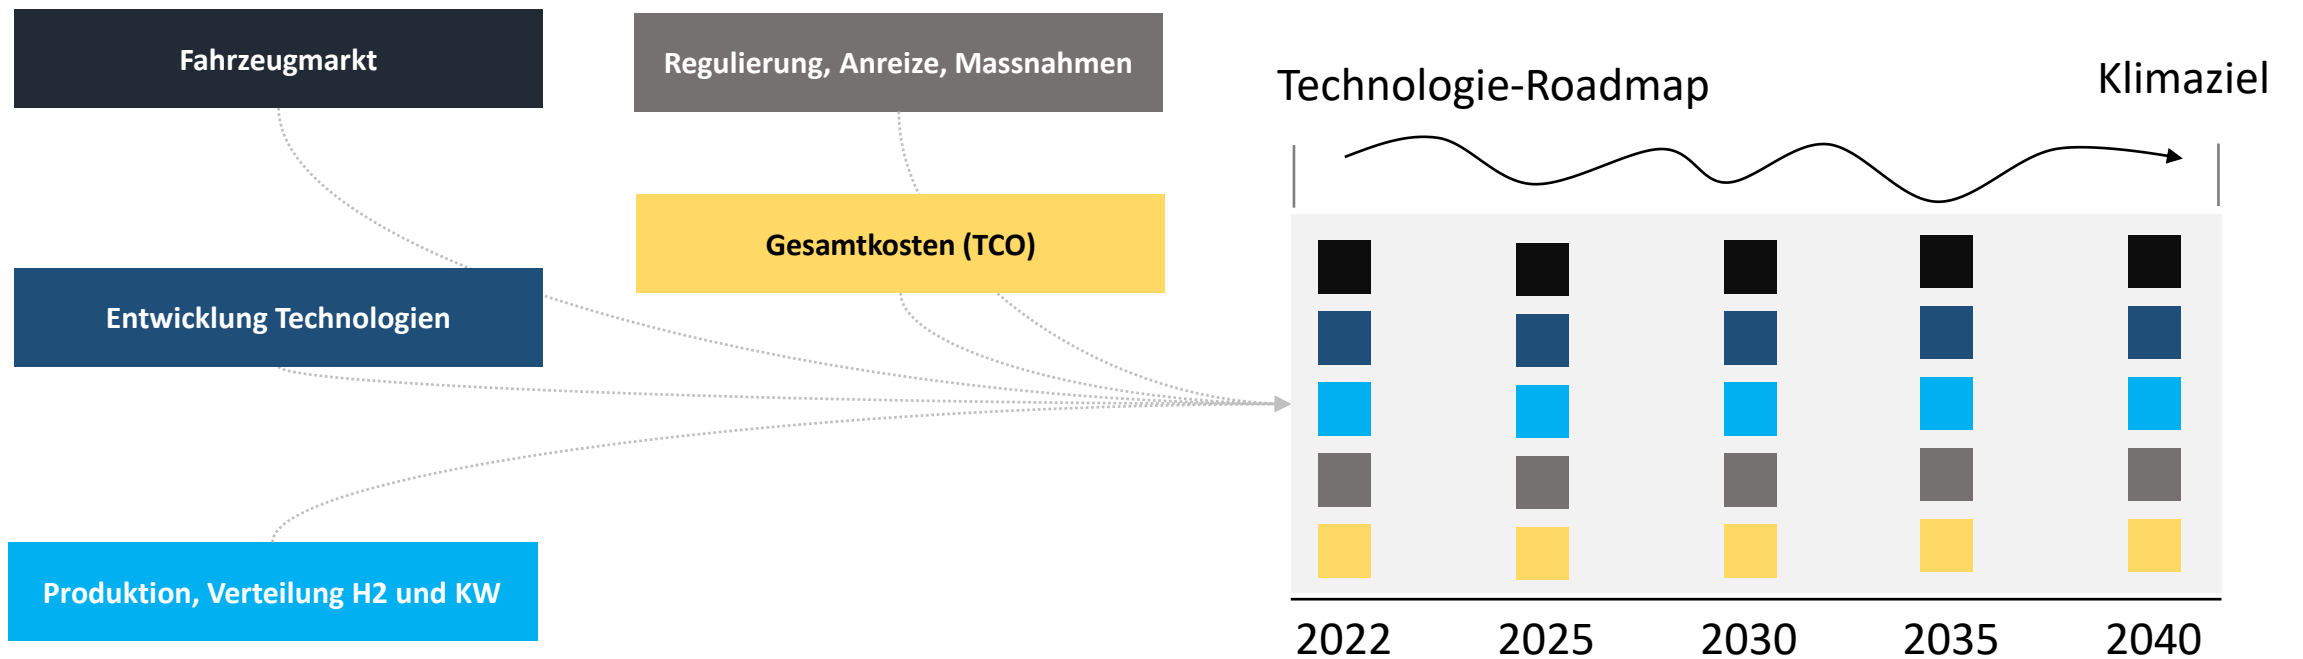 Fahrzeugmarkt
Regulierung, Anreize, Massnahmen
Technologie-Roadmap
Klimaziel
Gesamtkosten (TCO)
Entwicklung Technologien
Produktion, Verteilung H2 und KW
2022
2025
2030
2035
2040